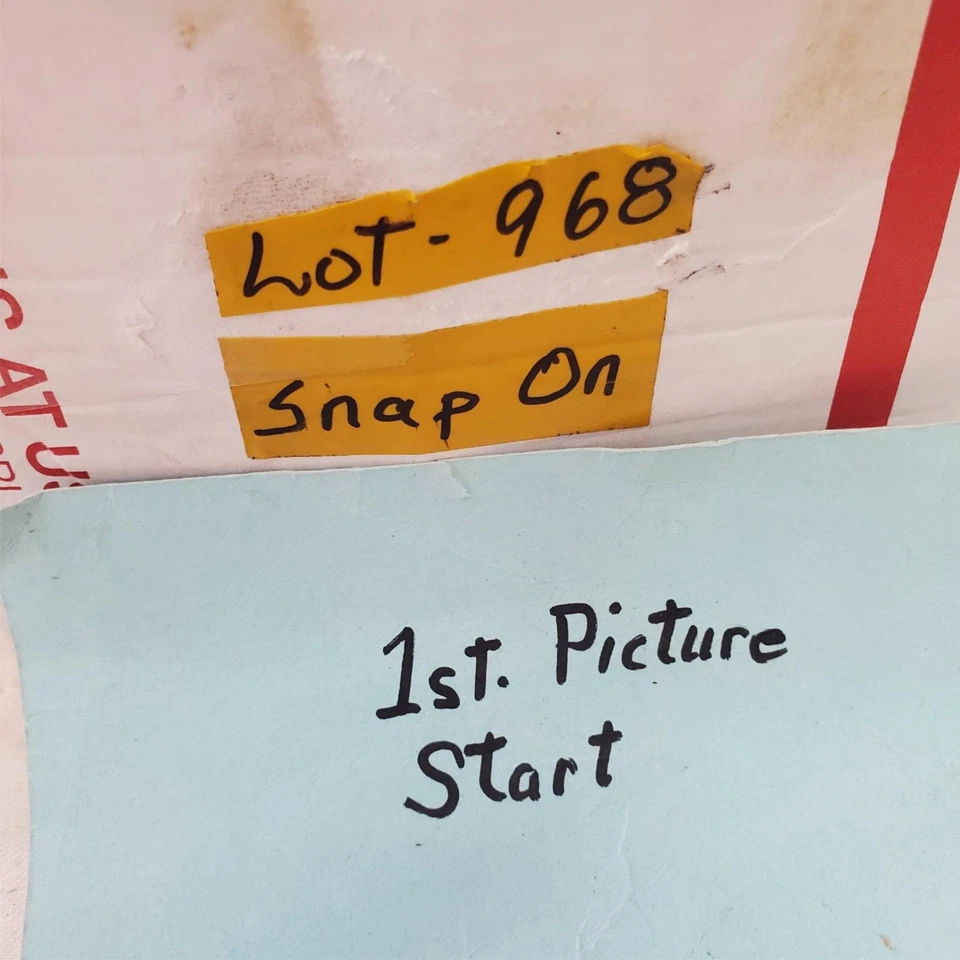 LOT - 968
Snap On
1st. Picture
Start